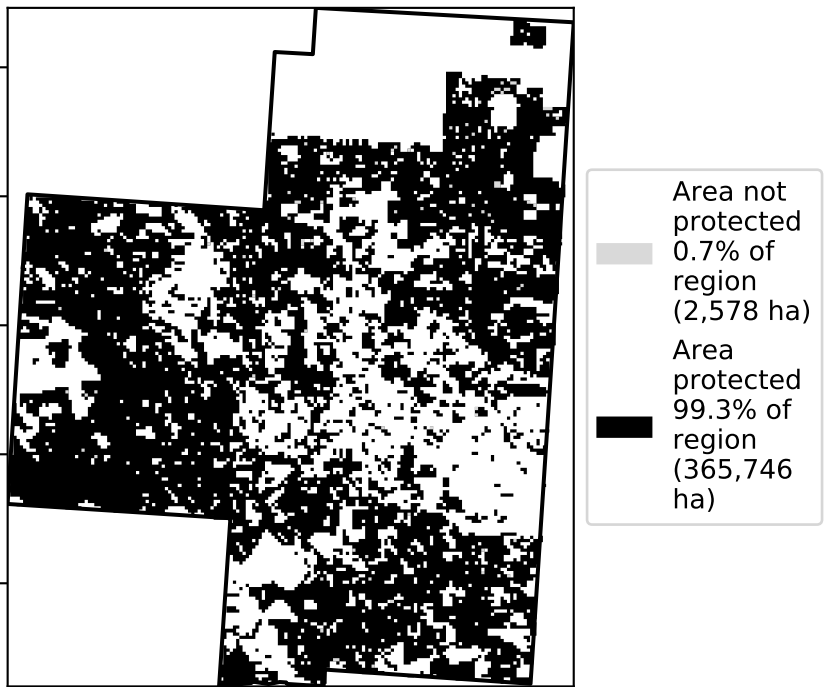 Area not
protected
0.7% of
region
(2,578 ha)
Area
protected
99.3% of
region
(365,746
ha)